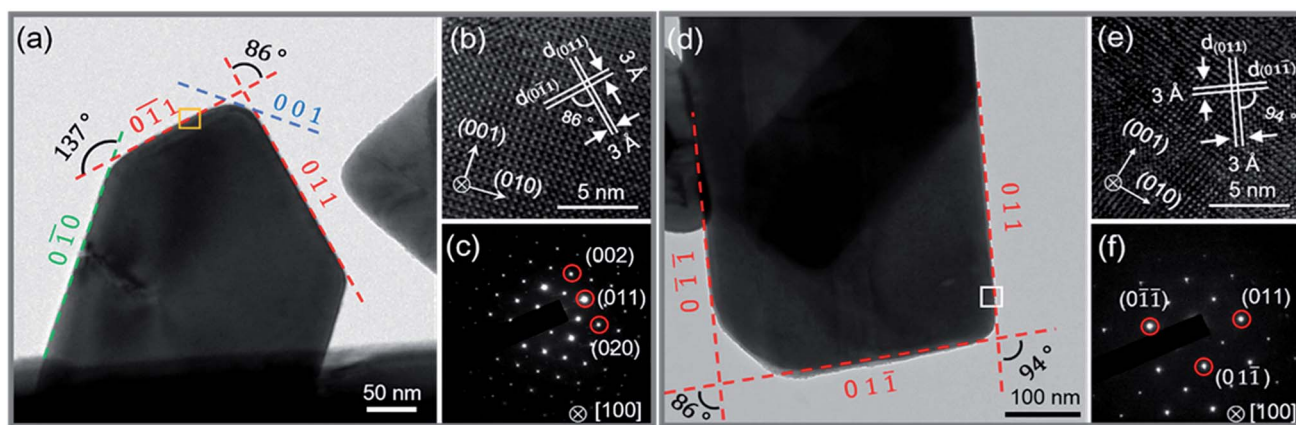 (a)
86°
0 1̅ 1
0 0 1
137°
0 1 1
0 1̅ 0
50 nm
(b)
d(011)
3 Å
d(01̅1)
86°
3 Å
(001)
(010)
5 nm
(c)
(002)
(011)
(020)
⊗ [100]
(d)
0 1 1
0 1̅ 1̅
0 1 1̅
94°
86°
100 nm
(e)
d(011)
d(011̅)
3 Å
94°
3 Å
(001)
(010)
5 nm
(f)
(01̅1̅)
(011)
(011̅)
⊗ [100]